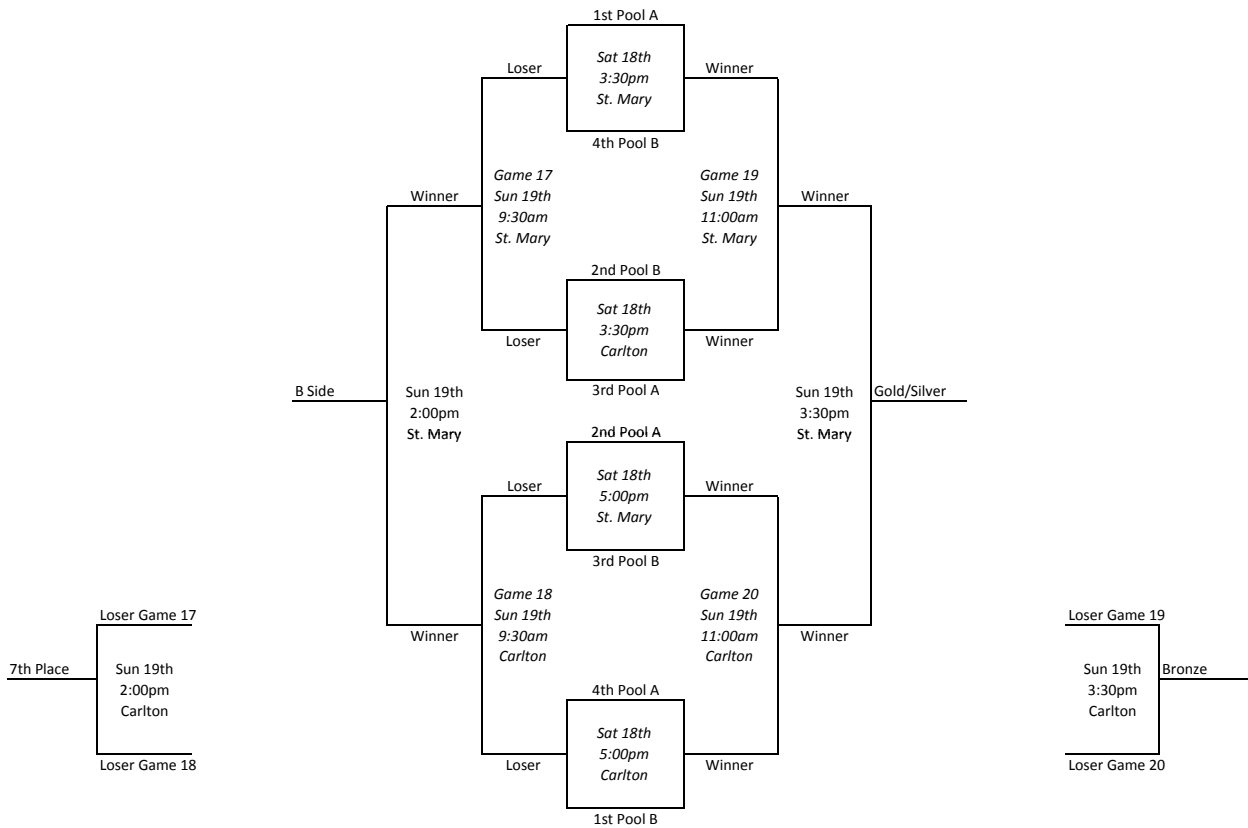 1st Pool A
Sat 18th
3:30pm
St. Mary
4th Pool B
Loser
Winner
Game 17
Sun 19th
9:30am
St. Mary
Game 19
Sun 19th
11:00am
St. Mary
Winner
Winner
2nd Pool B
Sat 18th
3:30pm
Carlton
3rd Pool A
Loser
Winner
B Side
Sun 19th
2:00pm
St. Mary
Sun 19th
3:30pm
St. Mary
Gold/Silver
2nd Pool A
Sat 18th
5:00pm
St. Mary
3rd Pool B
Loser
Winner
Game 18
Sun 19th
9:30am
Carlton
Game 20
Sun 19th
11:00am
Carlton
Winner
Winner
4th Pool A
Sat 18th
5:00pm
Carlton
1st Pool B
Loser
Winner
Loser Game 17
7th Place
Sun 19th
2:00pm
Carlton
Loser Game 18
Loser Game 19
Sun 19th
3:30pm
Carlton
Bronze
Loser Game 20